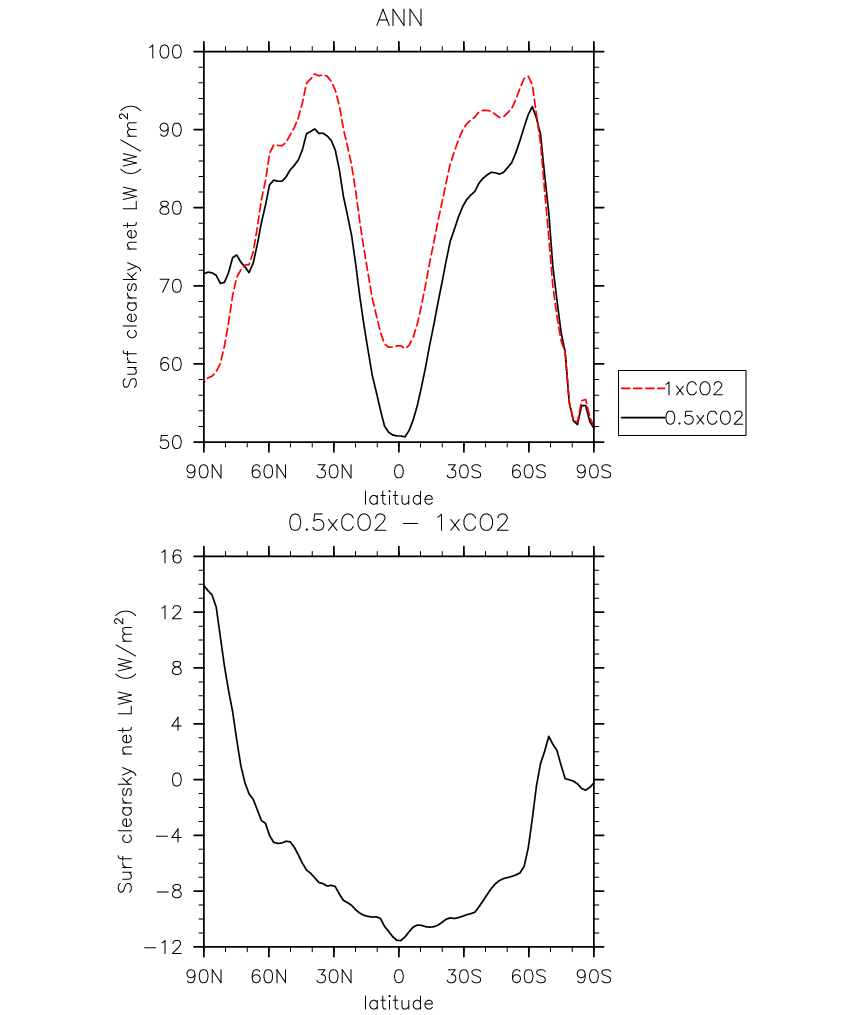 ANN
Surf clearsky net LW (W/m²)
100
90
80
70
60
50
90N 60N 30N 0 30S 60S 90S
latitude
1xCO2
0.5xCO2
0.5xCO2 − 1xCO2
Surf clearsky net LW (W/m²)
16
12
8
4
0
−4
−8
−12
90N 60N 30N 0 30S 60S 90S
latitude